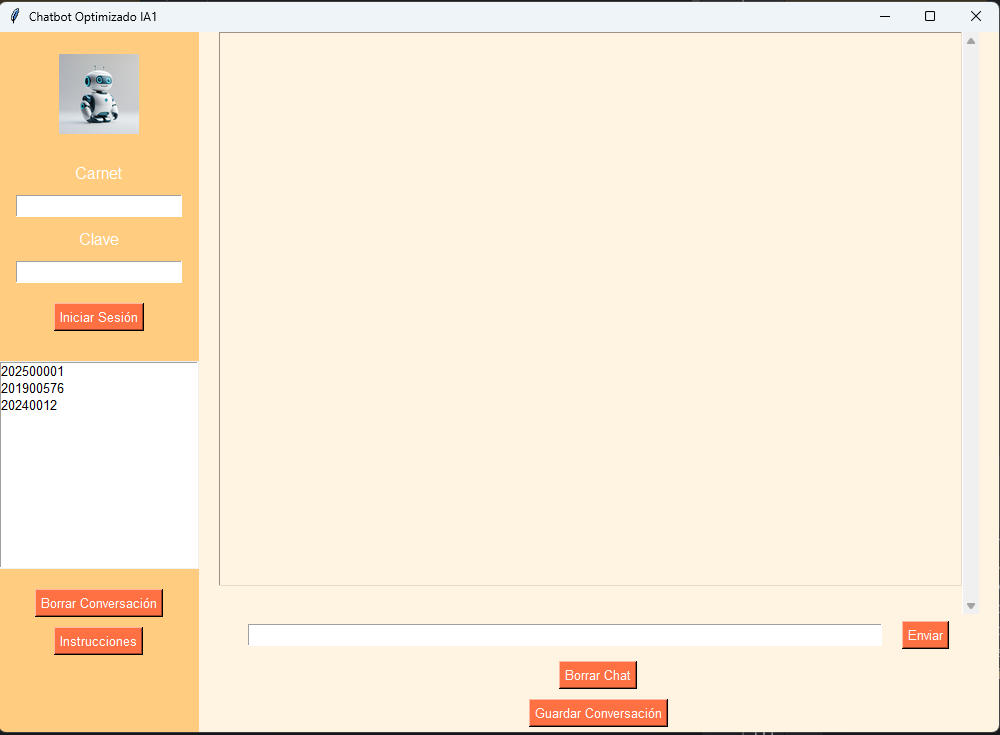 Chatbot Optimizado IA1
Carnet
Clave
Iniciar Sesión
202500001
201900576
20240012
Borrar Conversación
Instrucciones
Enviar
Borrar Chat
Guardar Conversación